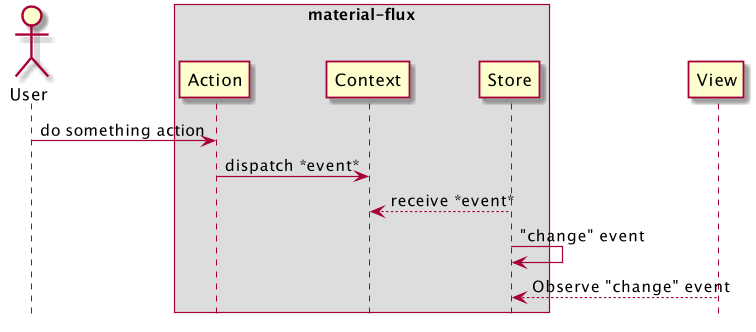 material-flux
User
Action
Context
Store
View
do something action
dispatch *event*
receive *event*
"change" event
Observe "change" event